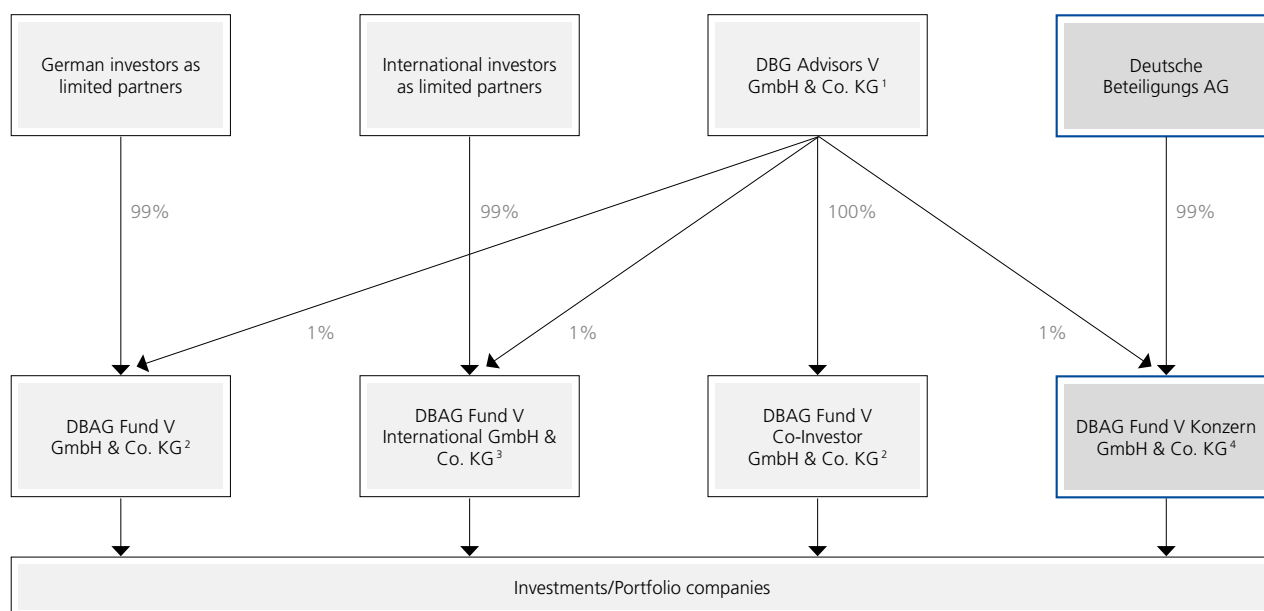 German investors as
limited partners
International investors
as limited partners
DBG Advisors V
GmbH & Co. KG 1
Deutsche
Beteiligungs AG
99%
99%
100%
99%
1%
1%
1%
DBAG Fund V
GmbH & Co. KG 2
DBAG Fund V
International GmbH &
Co. KG 3
DBAG Fund V
Co-Investor
GmbH & Co. KG 2
DBAG Fund V Konzern
GmbH & Co. KG 4
Investments/Portfolio companies